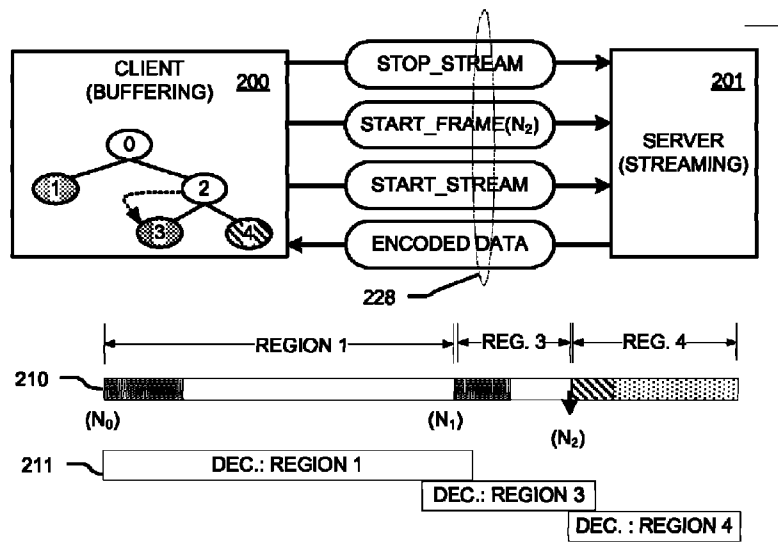 CLIENT
(BUFFERING)
200
0
1
2
3
4
STOP_STREAM
START_FRAME(N2)
START_STREAM
ENCODED DATA
201
SERVER
(STREAMING)
228
REGION 1
REG. 3
REG. 4
210
(N0)
(N1)
(N2)
211
DEC.: REGION 1
DEC.: REGION 3
DEC. : REGION 4